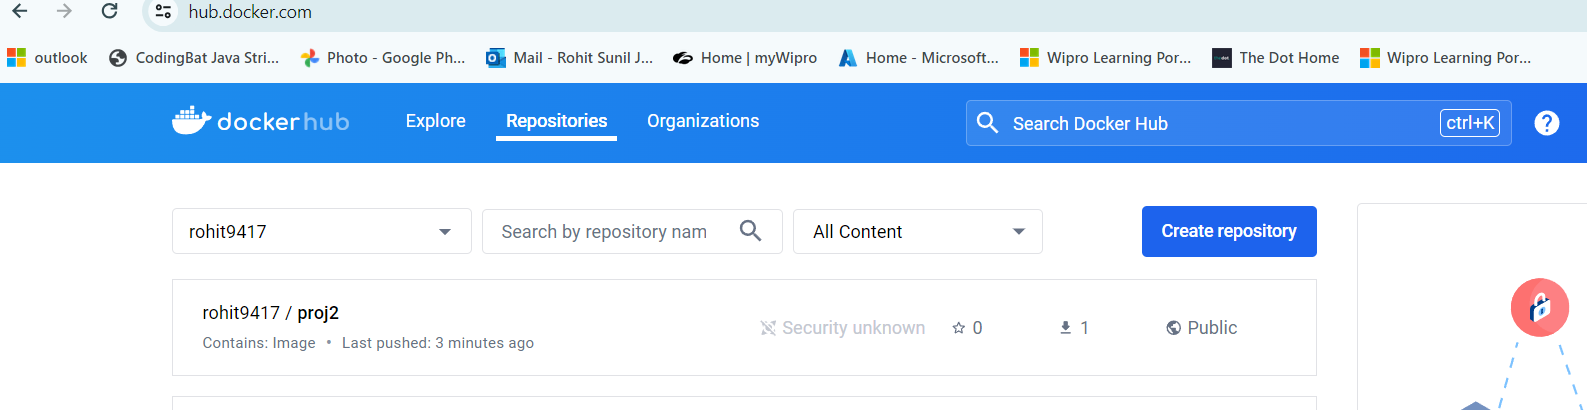 hub.docker.com
outlook CodingBat Java Stri... Photo - Google Ph... Mail - Rohit Sunil J... Home | myWipro Home - Microsoft... Wipro Learning Por... The Dot Home Wipro Learning Por...
dockerhub Explore Repositories Organizations Search Docker Hub ctrl+K ?
rohit9417 Search by repository nam All Content Create repository
rohit9417 / proj2
Security unknown 0 1 Public
Contains: Image • Last pushed: 3 minutes ago